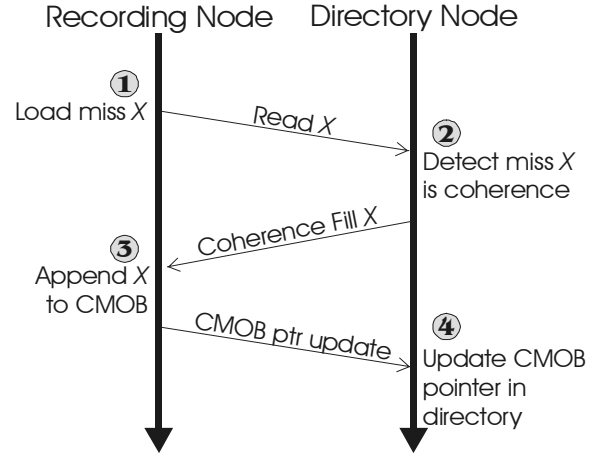 Recording Node
Directory Node
1
Load miss X
Read X
2
Detect miss X
is coherence
Coherence Fill X
3
Append X
to CMOB
CMOB ptr update
4
Update CMOB
pointer in
directory